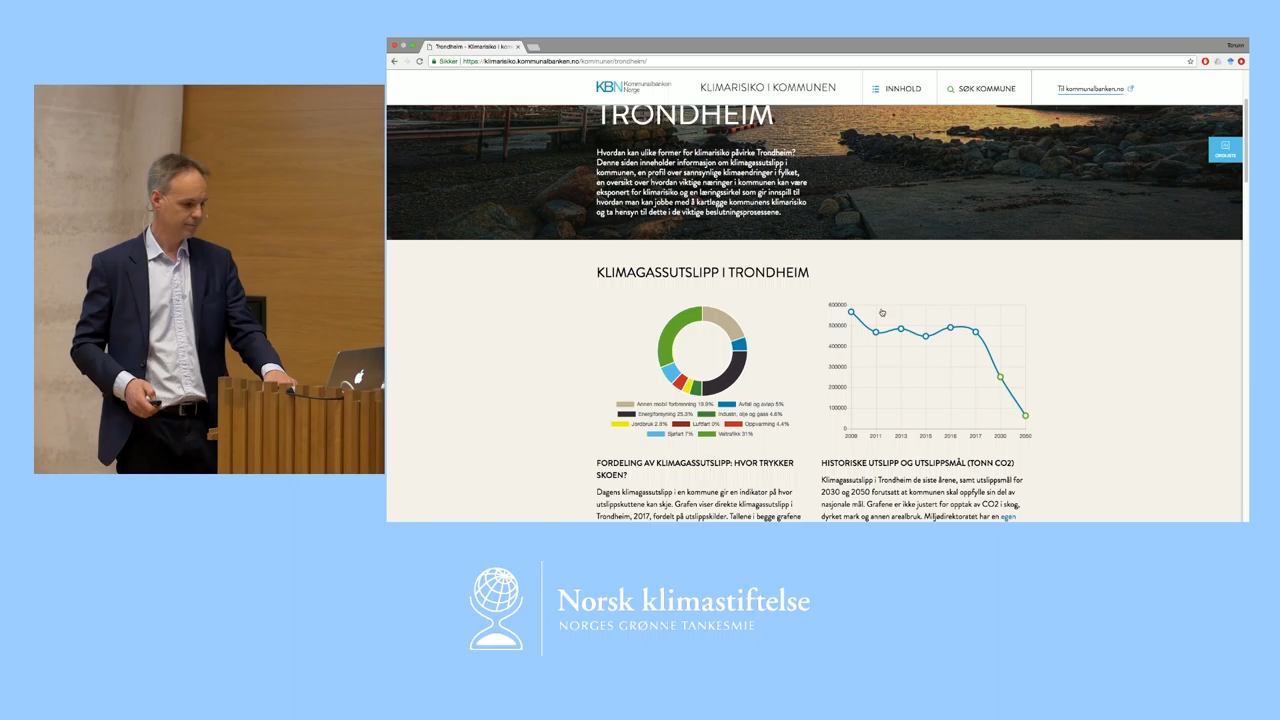 Trondheim - Klimarisiko i kom
Torunn
Sikker
https://klimarisiko.kommunalbanken.no/kommuner/trondheim/
KBN Kommunalbanken Norge
KLIMARISIKO I KOMMUNEN
INNHOLD
SØK KOMMUNE
Til kommunalbanken.no
TRONDHEIM
Hvordan kan ulike former for klimarisiko påvirke Trondheim?
Denne siden inneholder informasjon om klimagassutslipp i
kommunen, en profil over sannsynlige klimaendringer i fylket,
en oversikt over hvordan viktige næringer i kommunen kan være
eksponert for klimarisiko og en læringssirkel som gir innspill til
hvordan man kan jobbe med å kartlegge kommunens klimarisiko
og ta hensyn til dette i de viktige beslutningsprosessene.
ORDLISTE
KLIMAGASSUTSLIPP I TRONDHEIM
Annen mobil forbrenning 19.9% Avfall og avløp 5%
Energiforsyning 25.3% Industri, olje og gass 4.6%
Jordbruk 2.8% Luftfart 0% Oppvarming 4.4%
Sjøfart 7% Veitrafikk 31%
600000
500000
400000
300000
200000
100000
0
2009 2011 2013 2015 2016 2017 2030 2050
FORDELING AV KLIMAGASSUTSLIPP: HVOR TRYKKER
SKOEN?
Dagens klimagassutslipp i en kommune gir en indikator på hvor
utslippskuttene kan skje. Grafen viser direkte klimagassutslipp i
Trondheim, 2017, fordelt på utslippskilder. Tallene i begge grafene
HISTORISKE UTSLIPP OG UTSLIPPSMÅL (TONN CO2)
Klimagassutslipp i Trondheim de siste årene, samt utslippsmål for
2030 og 2050 forutsatt at kommunen skal oppfylle sin del av
nasjonale mål. Grafene er ikke justert for opptak av CO2 i skog,
dyrket mark og annen arealbruk. Miljødirektoratet har en egen
Norsk klimastiftelse
NORGES GRØNNE TANKESMIE